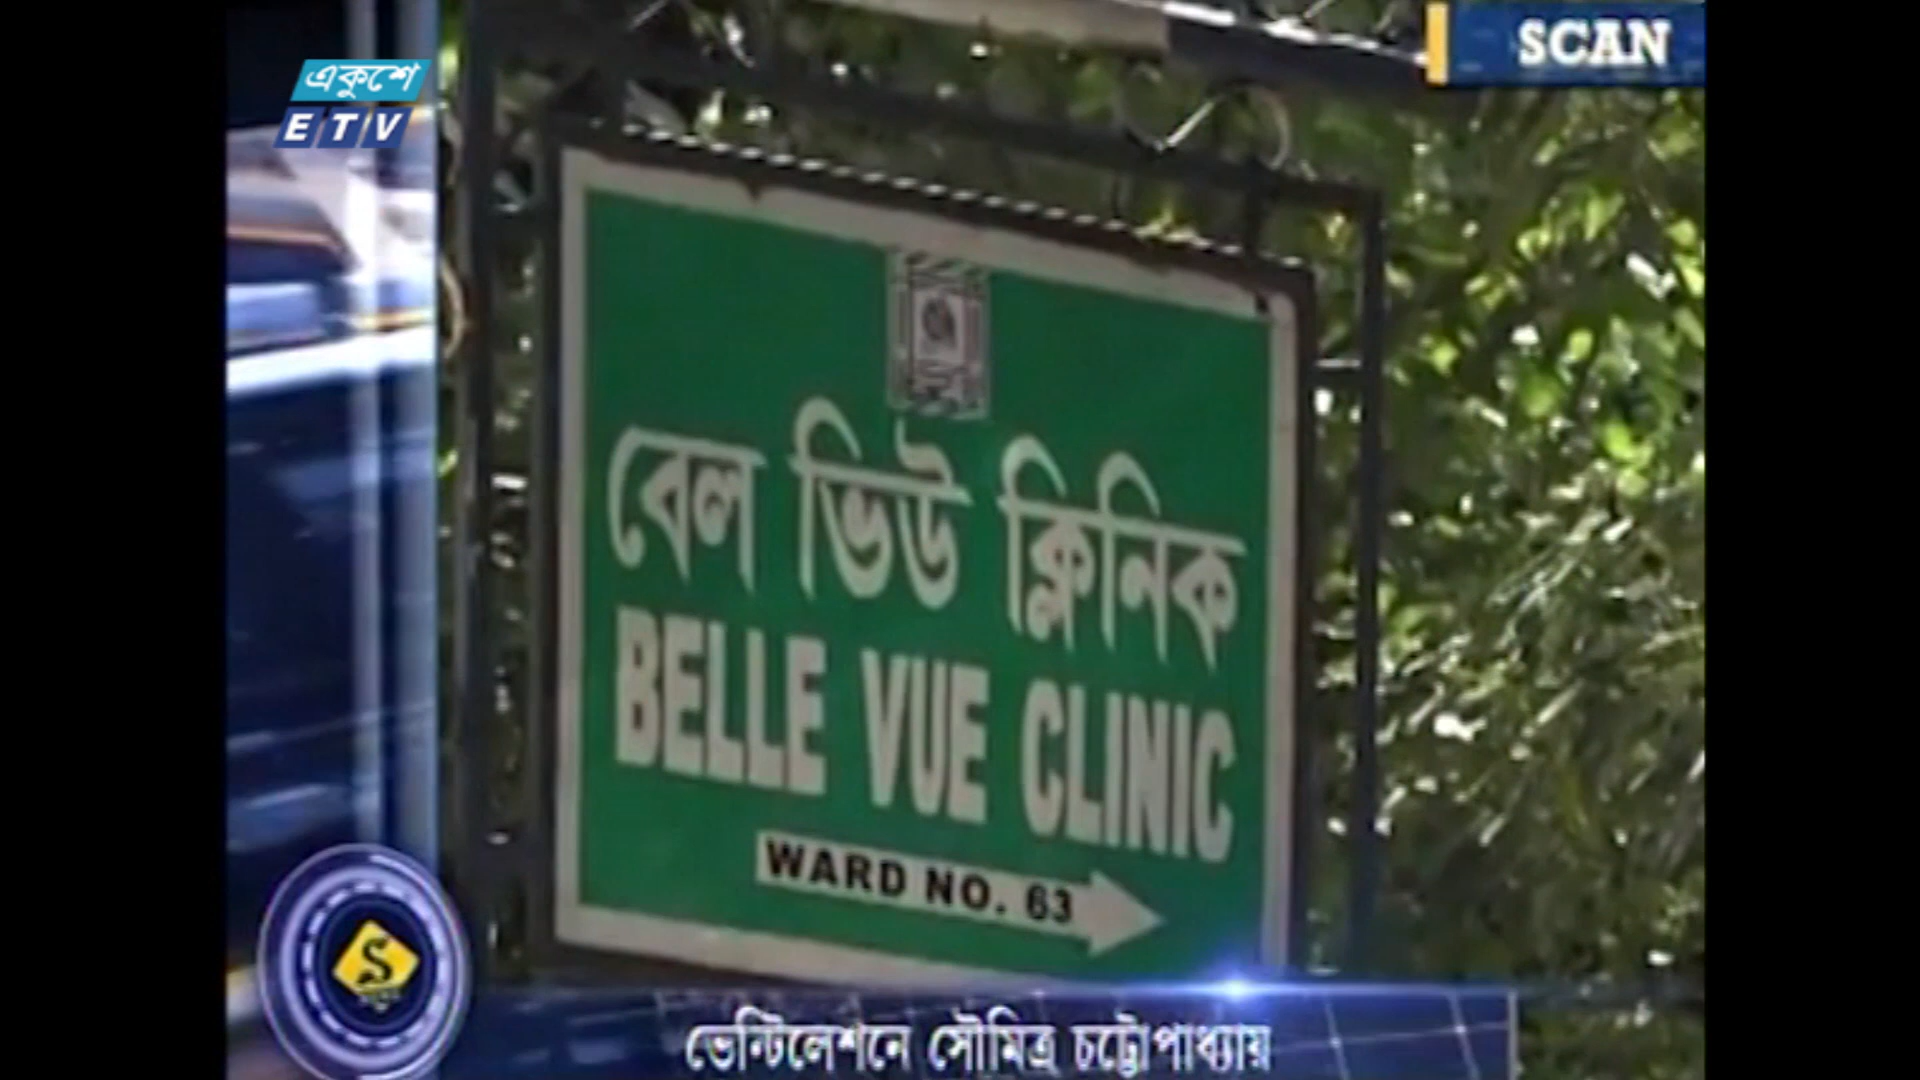 একুশে
ETV
SCAN
বেল ভিউ ক্লিনিক
BELLE VUE CLINIC
WARD NO. 63
S
ভেন্টিলেশনে সৌমিত্র চট্টোপাধ্যায়